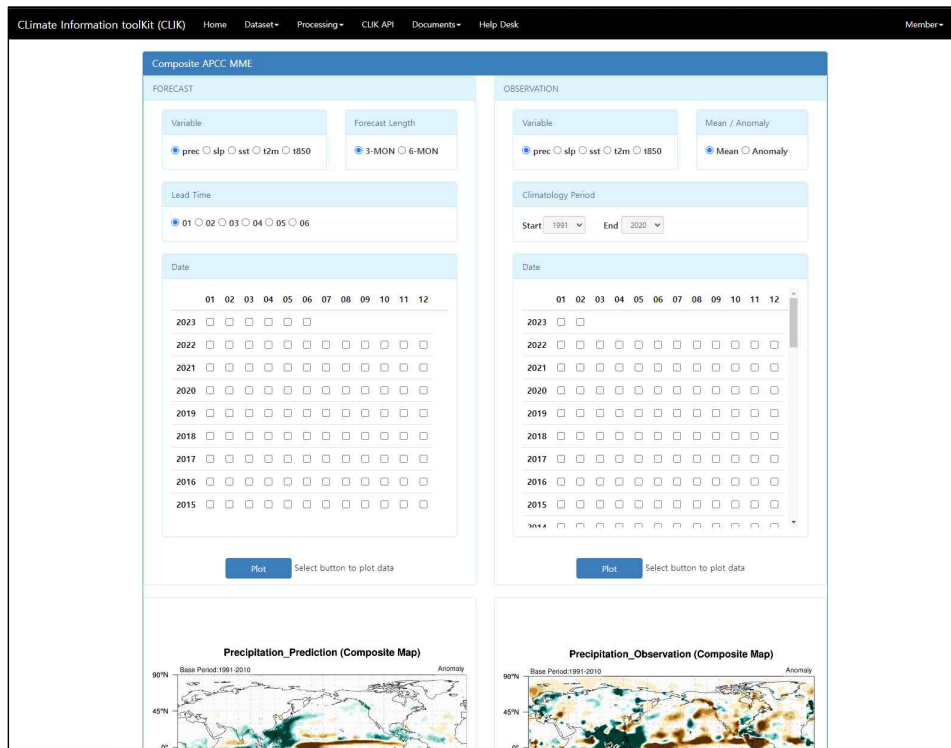 CLimate Information toolKit (CLIK) Home Dataset Processing CLIK API Documents Help Desk Member
Composite APCC MME
FORECAST
Variable Forecast Length
prec slp sst t2m t850 3-MON 6-MON
Lead Time
01 02 03 04 05 06
Date
01 02 03 04 05 06 07 08 09 10 11 12
2023
2022
2021
2020
2019
2018
2017
2016
2015
Plot Select button to plot data
Precipitation_Prediction (Composite Map)
Base Period:1991-2010 Anomaly
90°N
45°N
0°
OBSERVATION
Variable Mean / Anomaly
prec slp sst t2m t850 Mean Anomaly
Climatology Period
Start 1991 End 2020
Date
01 02 03 04 05 06 07 08 09 10 11 12
2023
2022
2021
2020
2019
2018
2017
2016
2015
2014
Plot Select button to plot data
Precipitation_Observation (Composite Map)
Base Period:1991-2010 Anomaly
90°N
45°N
0°